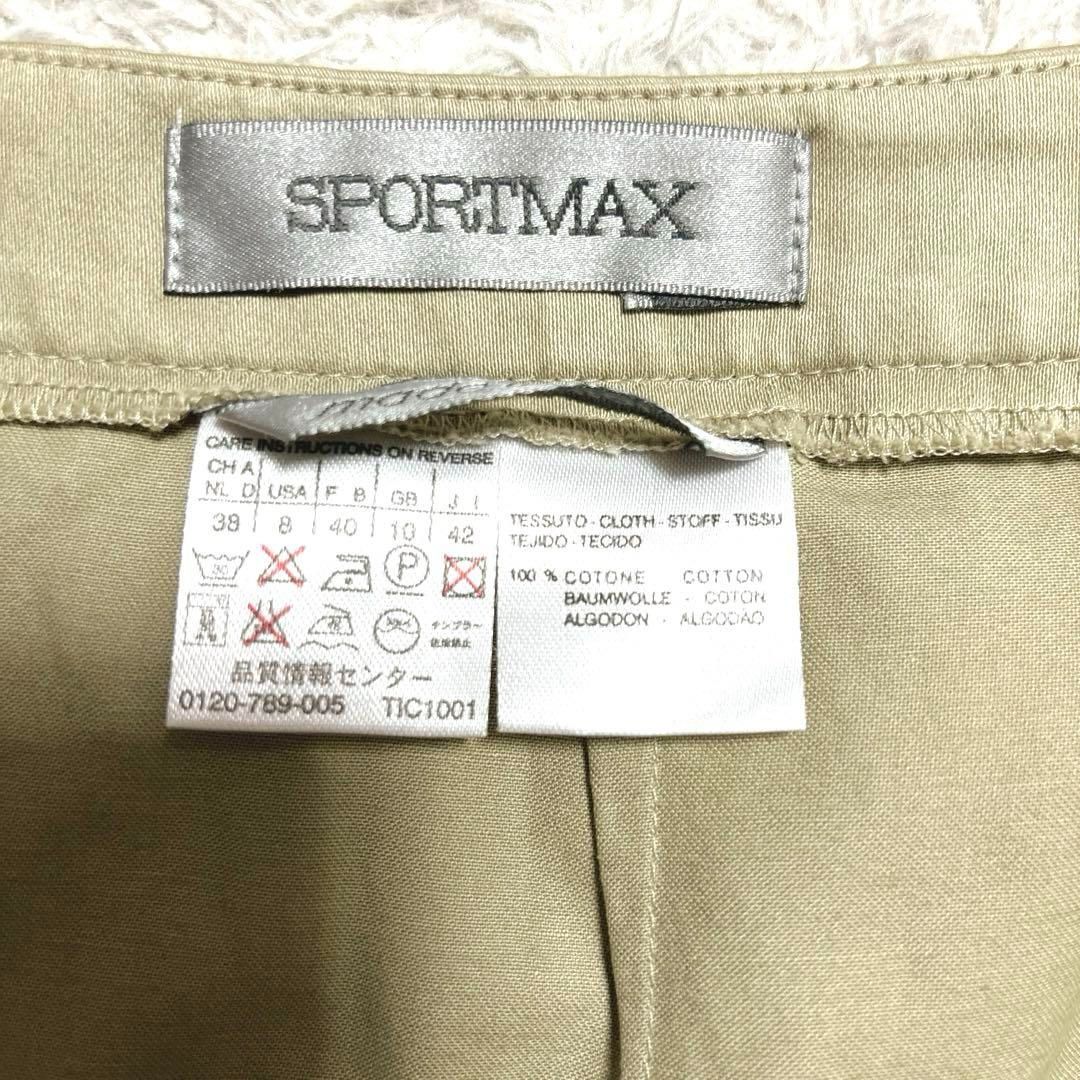 SPORTMAX
made
CARE INSTRUCTIONS ON REVERSE
CH A
NL D USA F B GB J I
38 8 40 10 42
30
P
品質情報センター
0120-789-005 TIC1001
TESSUTO - CLOTH - STOFF - TISSU
TEJIDO - TECIDO
100 % COTONE COTTON
BAUMWOLLE - COTON
ALGODON - ALGODAO